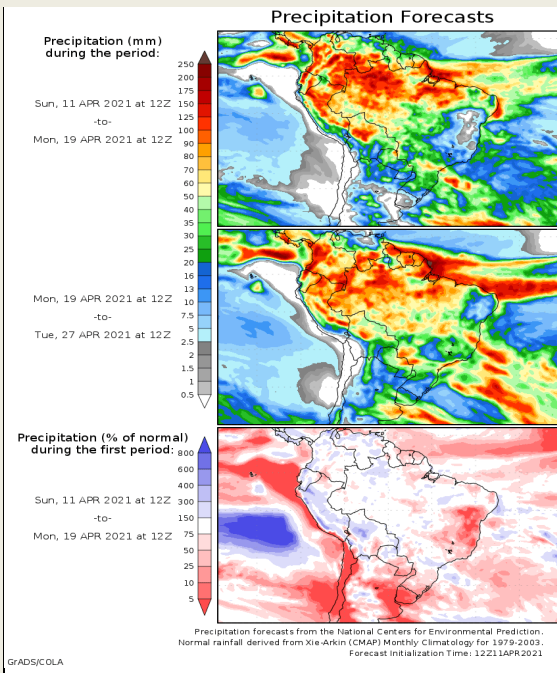 Precipitation Forecasts
Precipitation (mm)
during the period:
Sun, 11 APR 2021 at 12Z
-to-
Mon, 19 APR 2021 at 12Z
250
200
175
150
125
100
90
80
70
60
50
40
35
30
25
20
16
13
10
7.5
5
2.5
2
1.5
1
0.5
Mon, 19 APR 2021 at 12Z
-to-
Tue, 27 APR 2021 at 12Z
Precipitation (% of normal)
during the first period:
Sun, 11 APR 2021 at 12Z
-to-
Mon, 19 APR 2021 at 12Z
800
600
400
300
150
75
50
25
10
5
Precipitation forecasts from the National Centers for Environmental Prediction.
Normal rainfall derived from Xie-Arkin (CMAP) Monthly Climatology for 1979-2003.
Forecast Initialization Time: 12Z11APR2021
GrADS/COLA